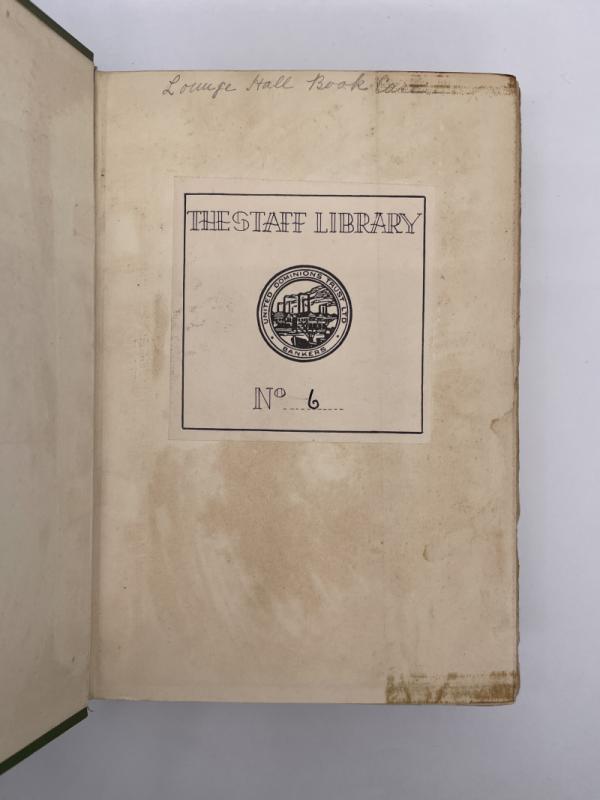 Lounge Hall Book Case
THE STAFF LIBRARY
UNITED DOMINIONS TRUST LTD
BANKERS
No 6